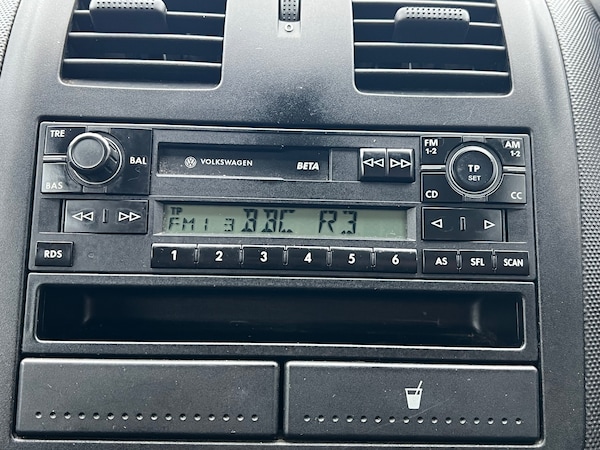 TRE
BAL
BAS
VOLKSWAGEN
BETA
FM
1-2
AM
1-2
TP
SET
CD
CC
TP
FM1 3 BBC R3
RDS
1 2 3 4 5 6
AS SFL SCAN